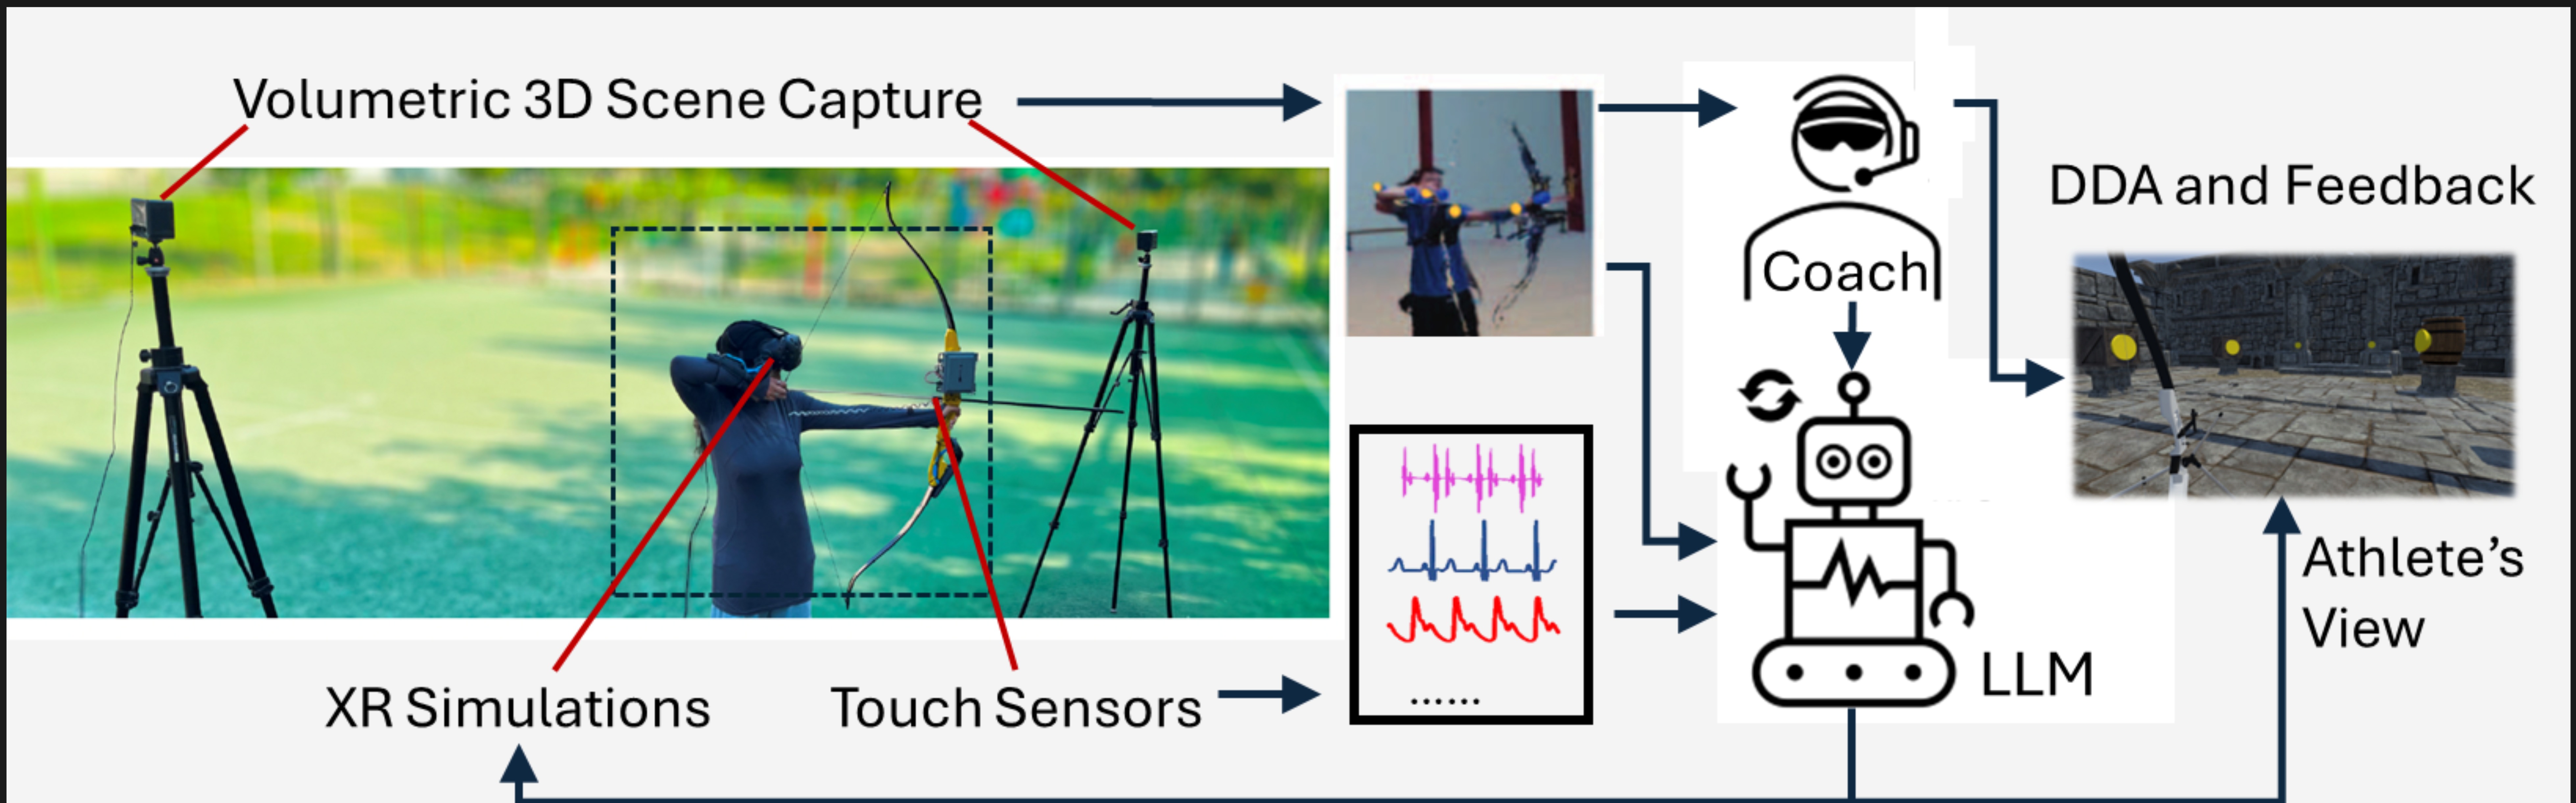 Volumetric 3D Scene Capture
Coach
DDA and Feedback
Athlete’s
View
LLM
XR Simulations
Touch Sensors
......